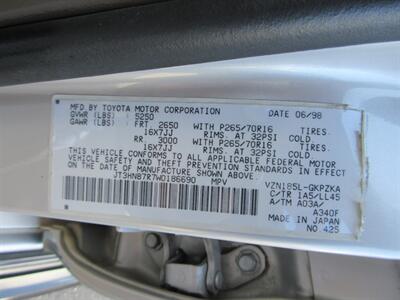 MFD BY TOYOTA MOTOR CORPORATION DATE 06/98
GVWR (LBS) 5250
GAWR (LBS) FRT 2650 WITH P265/70R16 TIRES.
16X7JJ RIMS. AT 32PSI COLD
RR 3000 WITH P265/70R16 TIRES.
16X7JJ RIMS. AT 32PSI COLD
THIS VEHICLE CONFORMS TO ALL APPLICABLE FEDERAL MOTOR
VEHICLE SAFETY AND THEFT PREVENTION STANDARDS IN EFFECT
ON THE DATE OF MANUFACTURE SHOWN ABOVE.
JT3HN87R7W0186690 MPV
VZN185L-GKPZKA
C/TR 1A5/LL45
A/TM A03A/
A340F
MADE IN JAPAN
NO.425